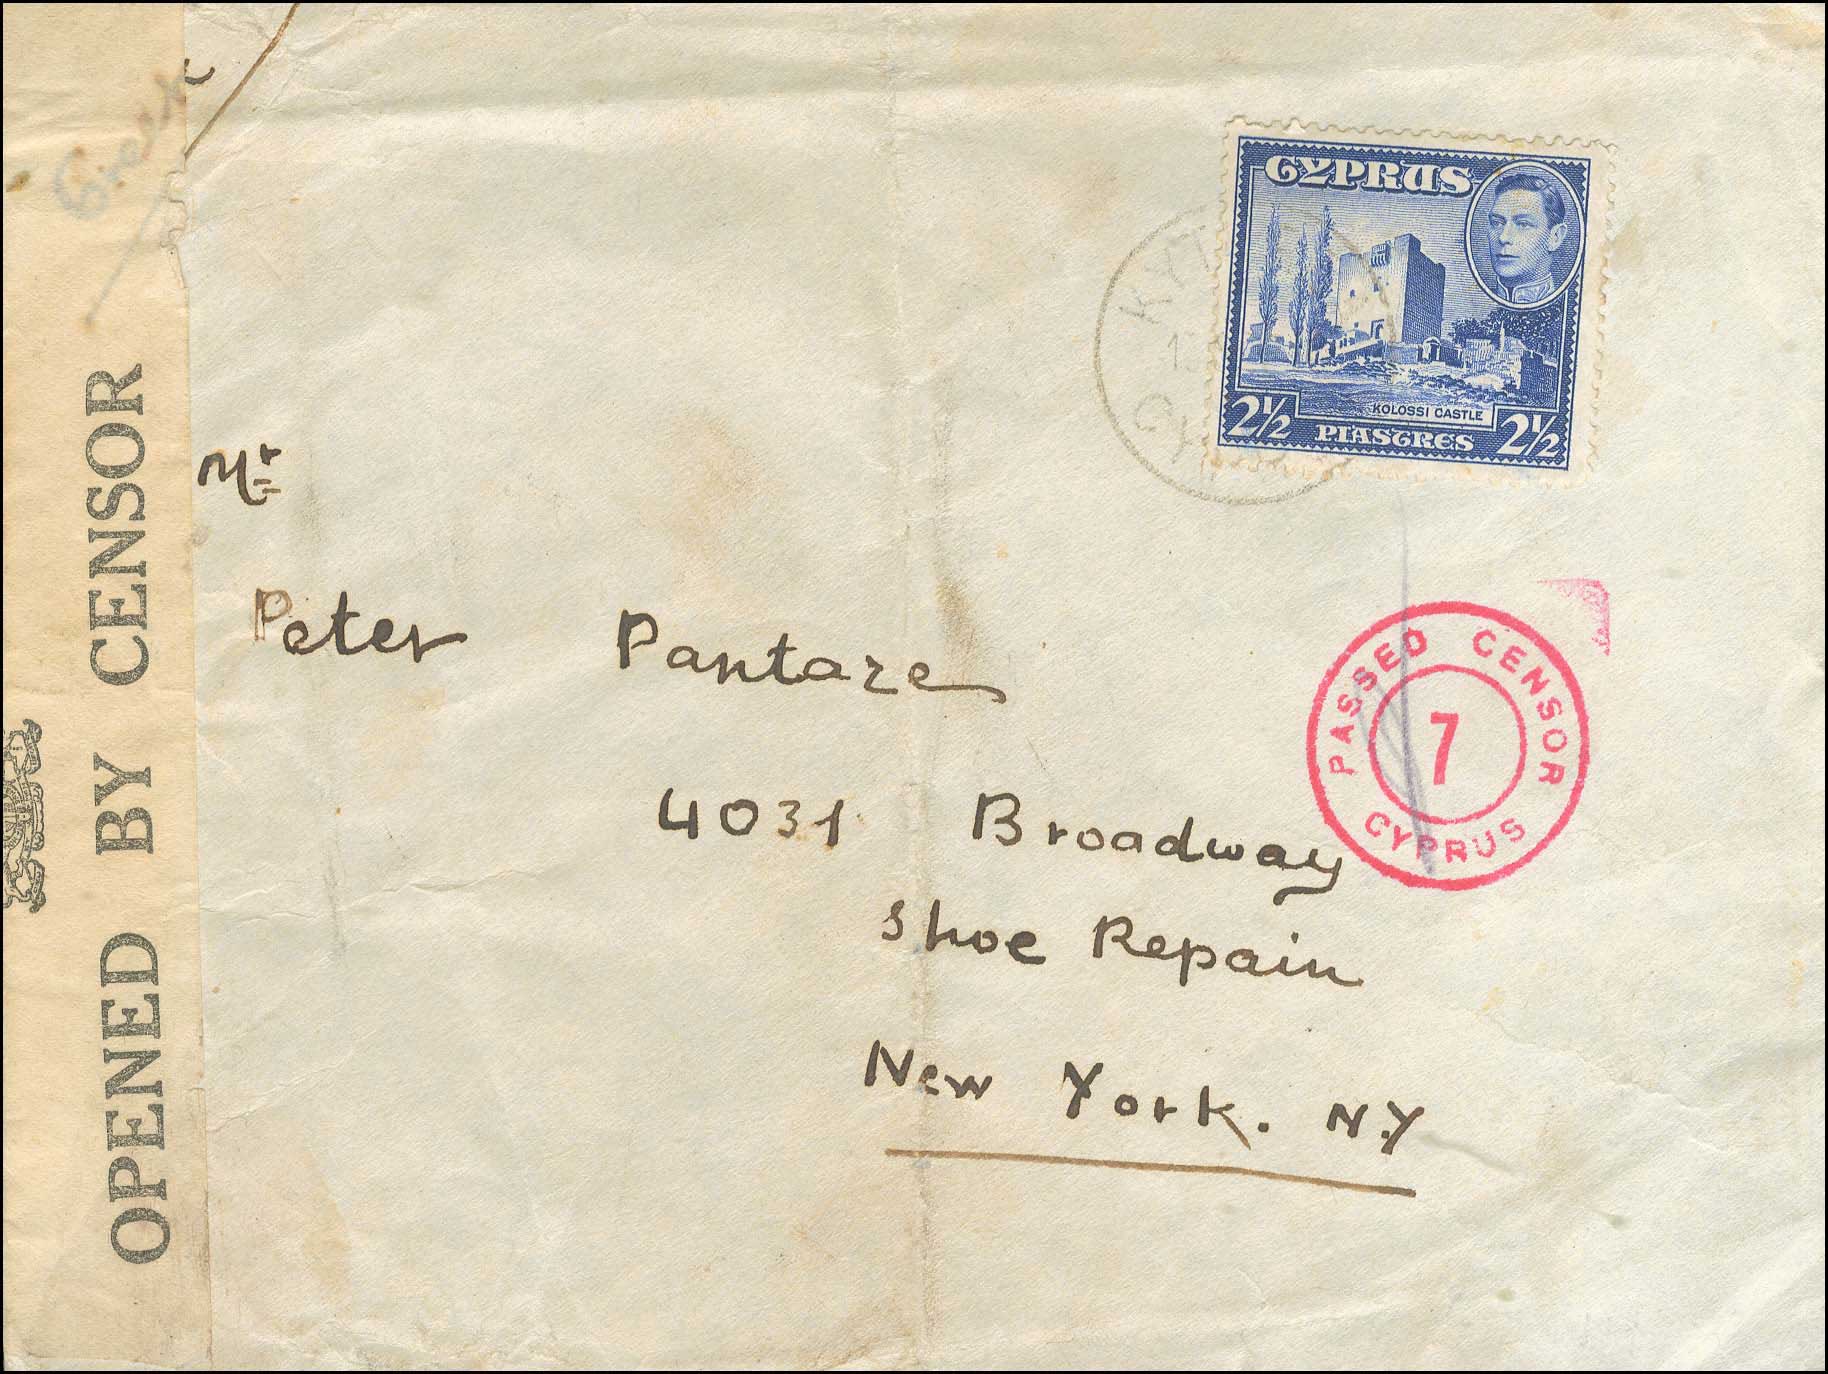 Greek
OPENED BY CENSOR
CYPRUS
KOLOSSI CASTLE
2½ PIASTRES 2½
PASSED CENSOR
7
CYPRUS
Mr
Peter Pantaze
4031 Broadway
Shoe Repair
New York. N.Y